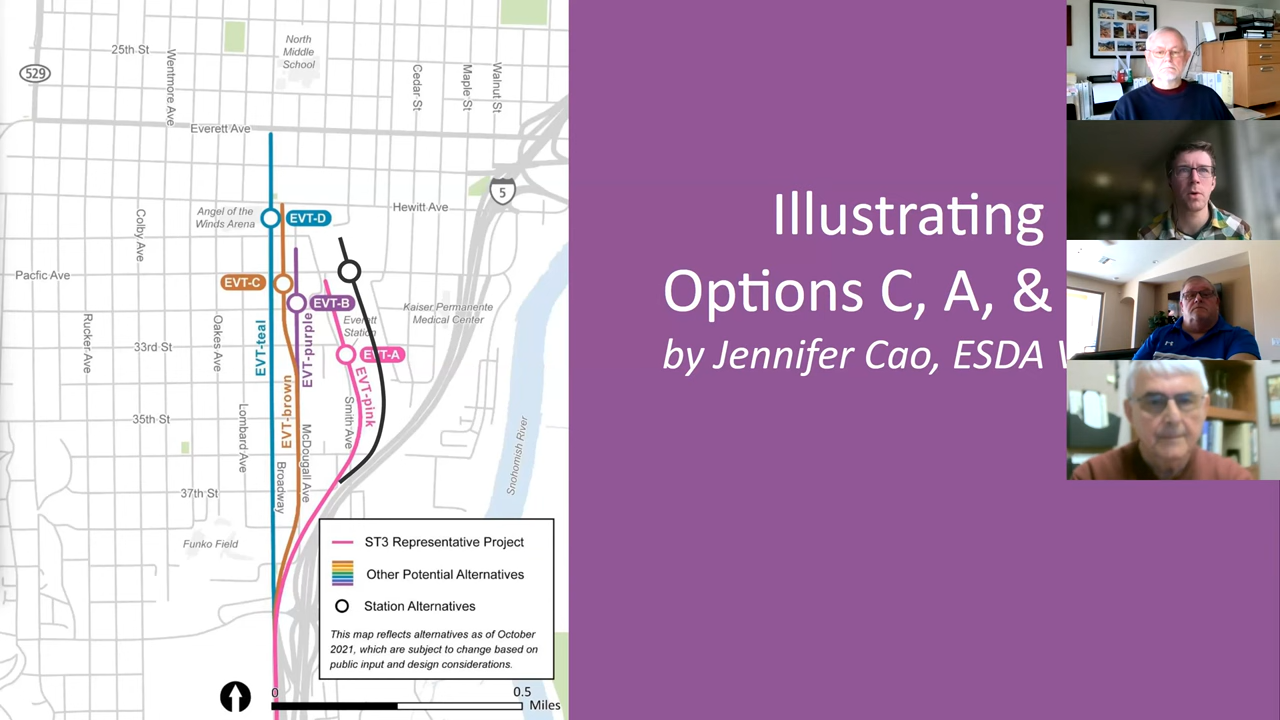 25th St
Wentmore Ave
North
Middle
School
529
Cedar St
Maple St
Walnut St
Everett Ave
5
Hewitt Ave
Angel of the
Winds Arena
EVT-D
Colby Ave
Pacfic Ave
EVT-C
EVT-B
Kaiser Permanente
Medical Center
Everett
Station
EVT-A
Rucker Ave
Oakes Ave
33rd St
EVT-teal
EVT-purple
EVT-brown
EVT-pink
Smith Ave
35th St
Lombard Ave
McDougall Ave
Broadway
Snohomish River
37th St
Funko Field
ST3 Representative Project
Other Potential Alternatives
Station Alternatives
This map reflects alternatives as of October
2021, which are subject to change based on
public input and design considerations.
0
0.5
Miles
Illustrating
Options C, A, &
by Jennifer Cao, ESDA